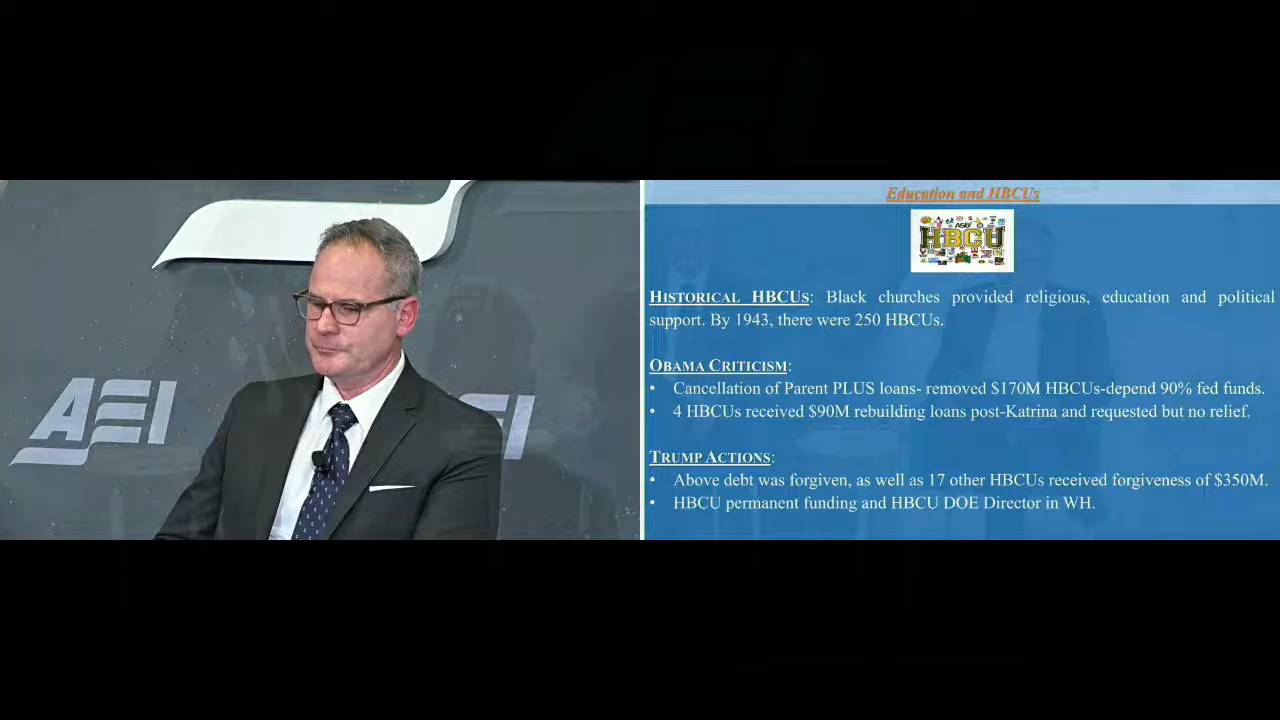 AEI
EI
Education and HBCUs
HBCU
HISTORICAL HBCUS: Black churches provided religious, education and political
support. By 1943, there were 250 HBCUs.
OBAMA CRITICISM:
• Cancellation of Parent PLUS loans- removed $170M HBCUs-depend 90% fed funds.
• 4 HBCUs received $90M rebuilding loans post-Katrina and requested but no relief.
TRUMP ACTIONS:
• Above debt was forgiven, as well as 17 other HBCUs received forgiveness of $350M.
• HBCU permanent funding and HBCU DOE Director in WH.